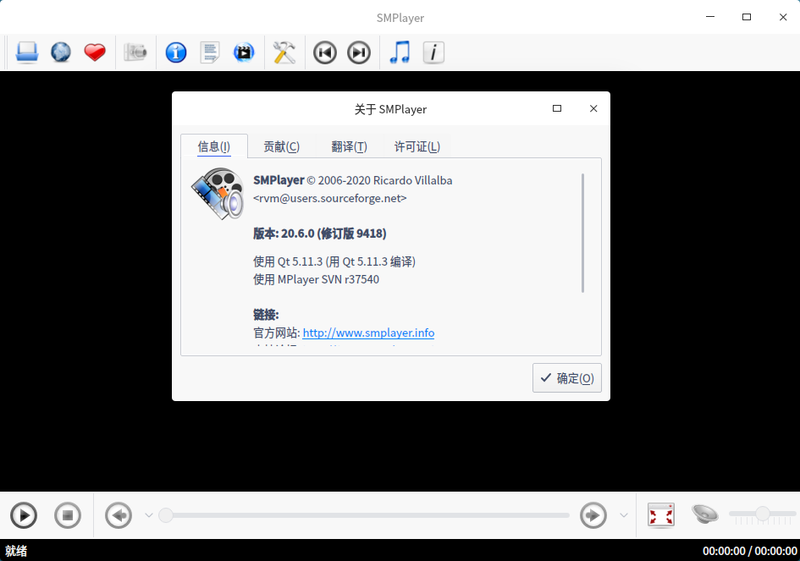 SMPlayer
关于 SMPlayer
信息(I)
贡献(C)
翻译(T)
许可证(L)
SMPlayer © 2006-2020 Ricardo Villalba
<rvm@users.sourceforge.net>
版本: 20.6.0 (修订版 9418)
使用 Qt 5.11.3 (用 Qt 5.11.3 编译)
使用 MPlayer SVN r37540
链接:
官方网站: http://www.smplayer.info
确定(O)
就绪
00:00:00 / 00:00:00